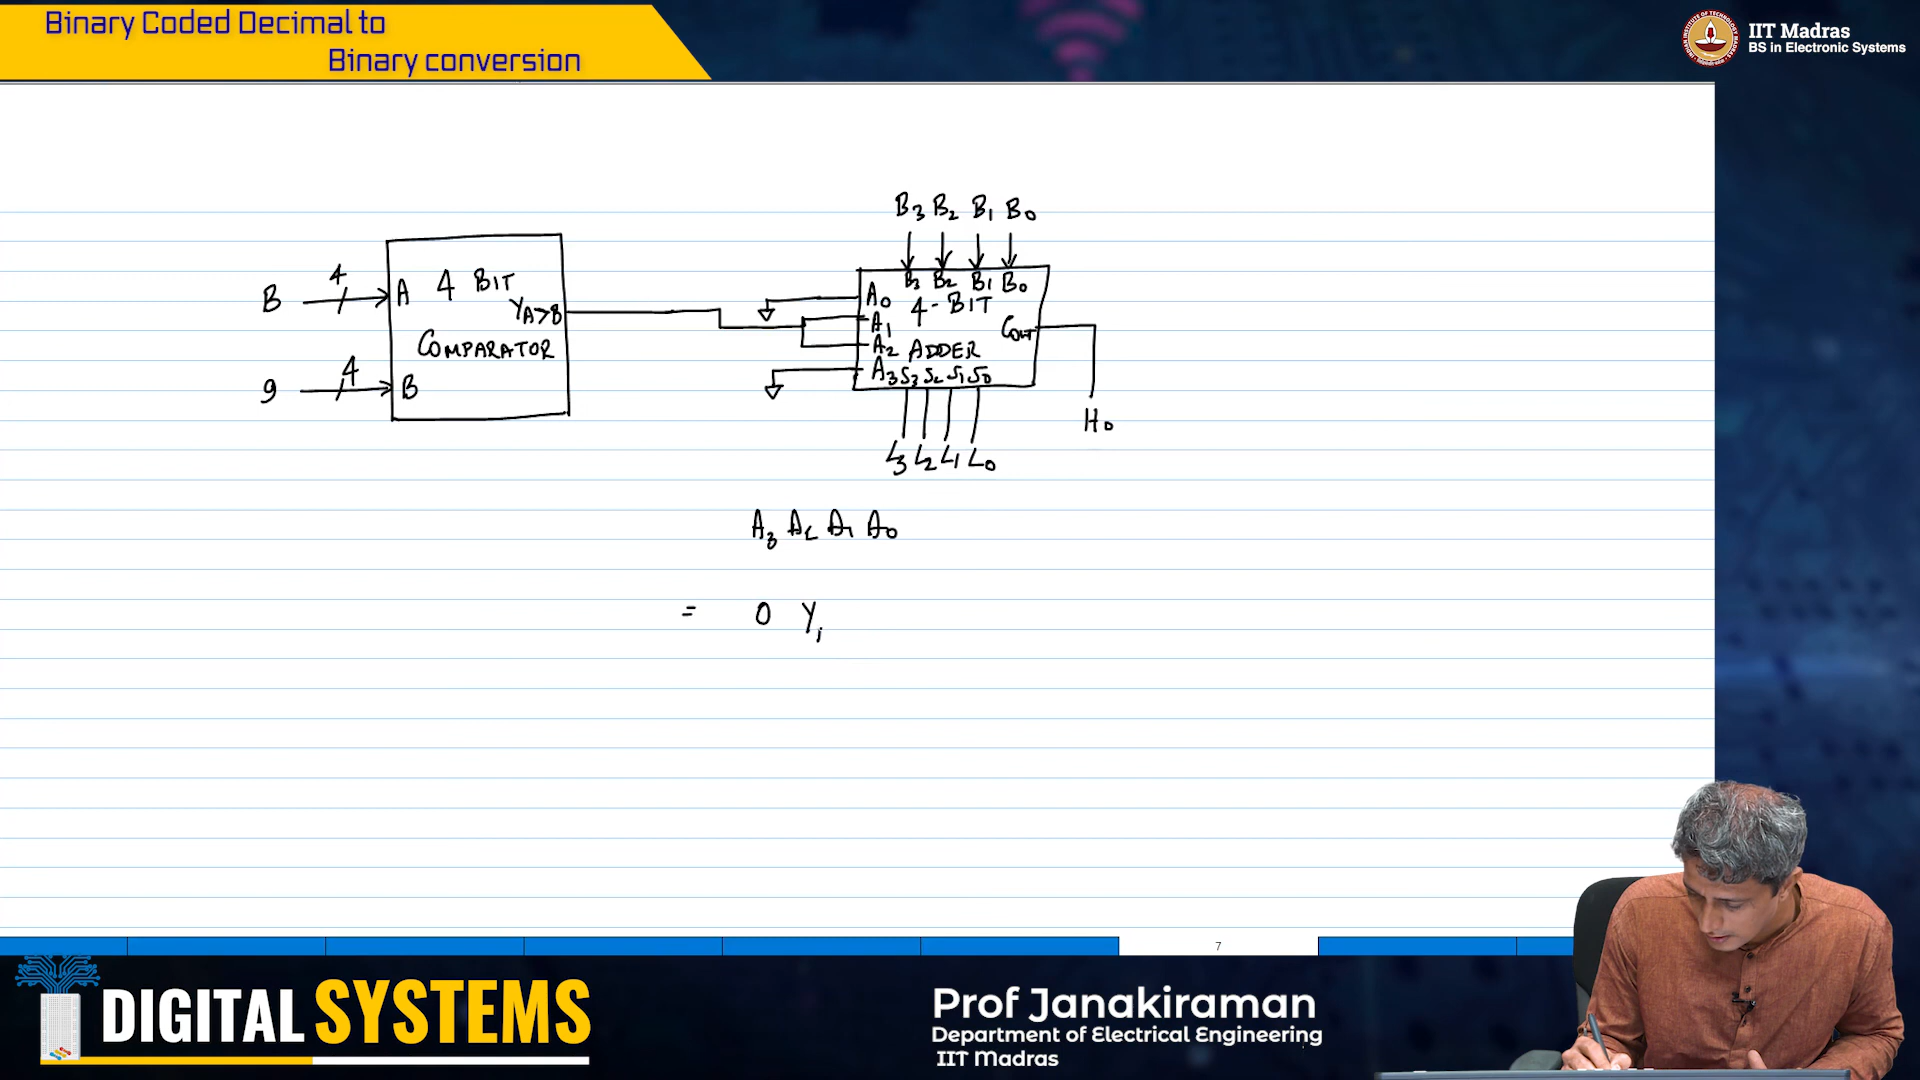 Binary Coded Decimal to
Binary conversion
IIT Madras
BS in Electronic Systems
B3 B2 B1 B0
B 4 A 4 BIT YA>B
COMPARATOR
9 4 B
B3 B2 B1 B0
A0 4-BIT
A1 Cout
A2 ADDER
A3 S3 S2 S1 S0
H0
L3 L2 L1 L0
A3 A2 A1 A0
= 0 Y,
7
DIGITAL SYSTEMS
Prof Janakiraman
Department of Electrical Engineering
IIT Madras